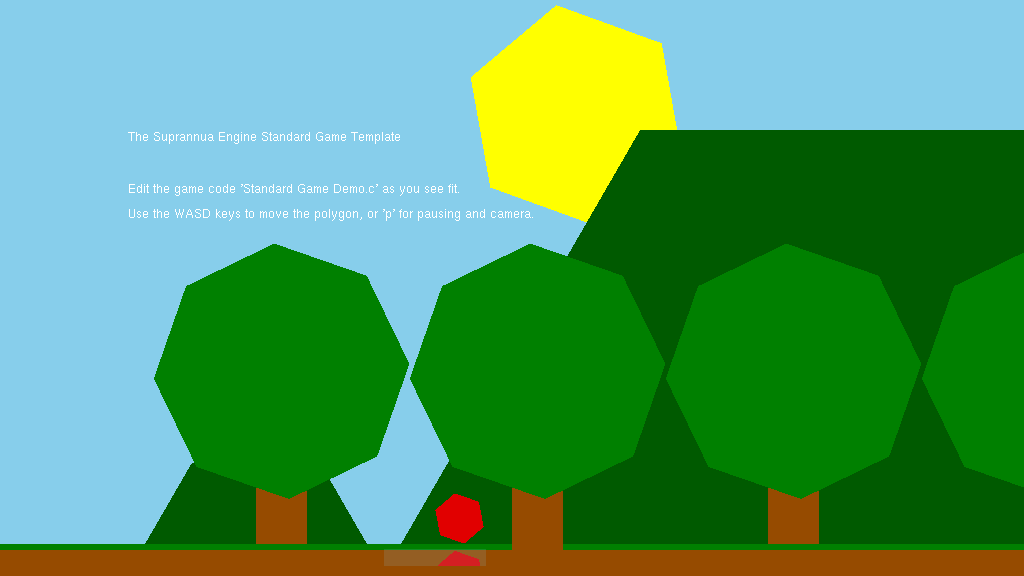 The Suprannua Engine Standard Game Template
Edit the game code 'Standard Game Demo.c' as you see fit.
Use the WASD keys to move the polygon, or 'p' for pausing and camera.